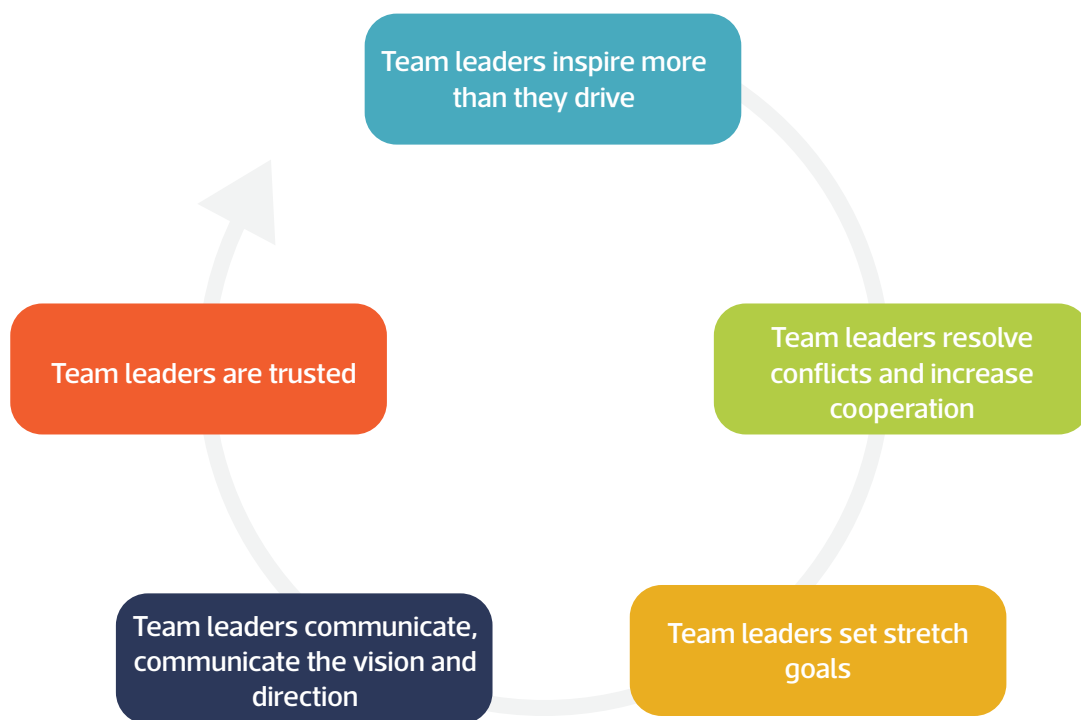 Team leaders inspire more
than they drive
Team leaders resolve
conflicts and increase
cooperation
Team leaders set stretch
goals
Team leaders communicate,
communicate the vision and
direction
Team leaders are trusted